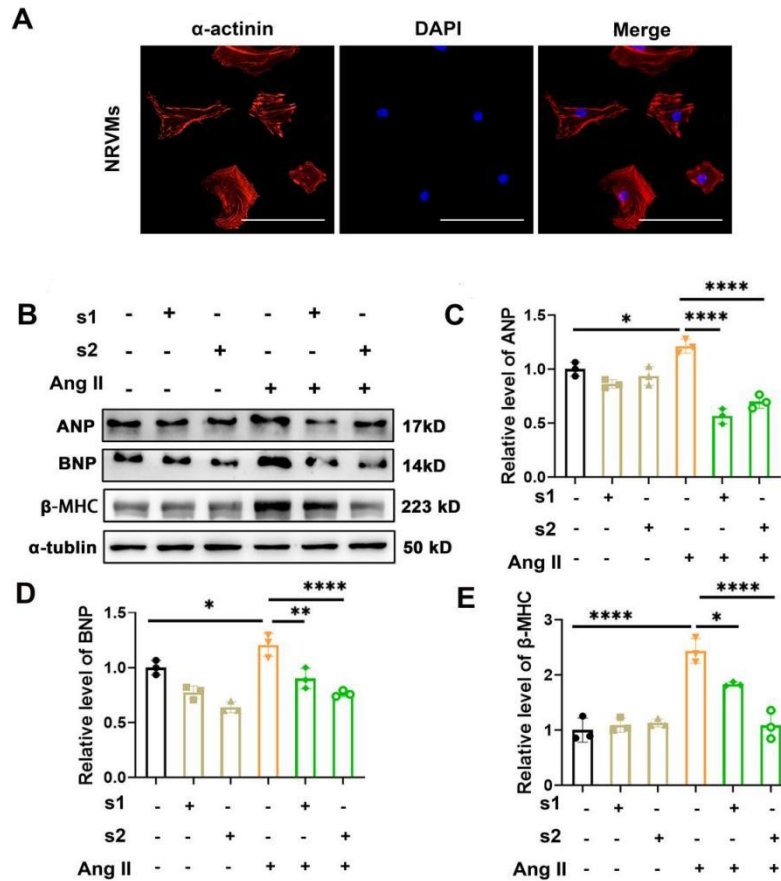 A
α-actinin DAPI Merge
NRVMs
B
s1 - + - - + -
s2 - - + - - +
Ang II - - - + + +
ANP 17kD
BNP 14kD
β-MHC 223 kD
α-tublin 50 kD
C
Relative level of ANP
1.5
1.0
0.5
0.0
* **** ****
s1 - + - - + -
s2 - - + - - +
Ang II - - - + + +
D
Relative level of BNP
1.5
1.0
0.5
0.0
* ** ****
s1 - + - - + -
s2 - - + - - +
Ang II - - - + + +
E
Relative level of β-MHC
3
2
1
0
**** * ****
s1 - + - - + -
s2 - - + - - +
Ang II - - - + + +